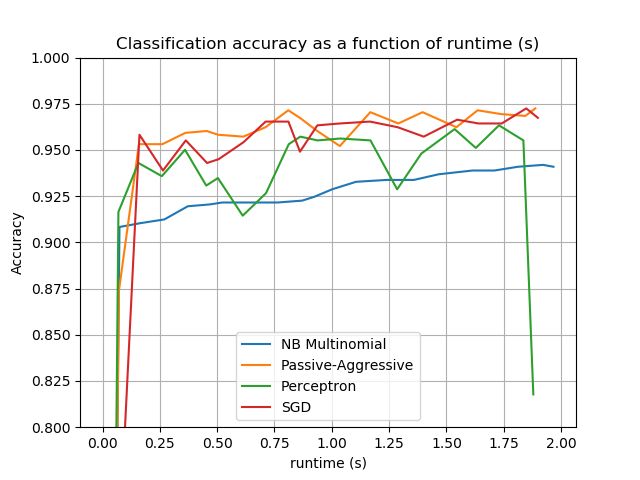 Classification accuracy as a function of runtime (s)
1.000
0.975
0.950
0.925
0.900
0.875
0.850
0.825
0.800
Accuracy
NB Multinomial
Passive-Aggressive
Perceptron
SGD
0.00 0.25 0.50 0.75 1.00 1.25 1.50 1.75 2.00
runtime (s)